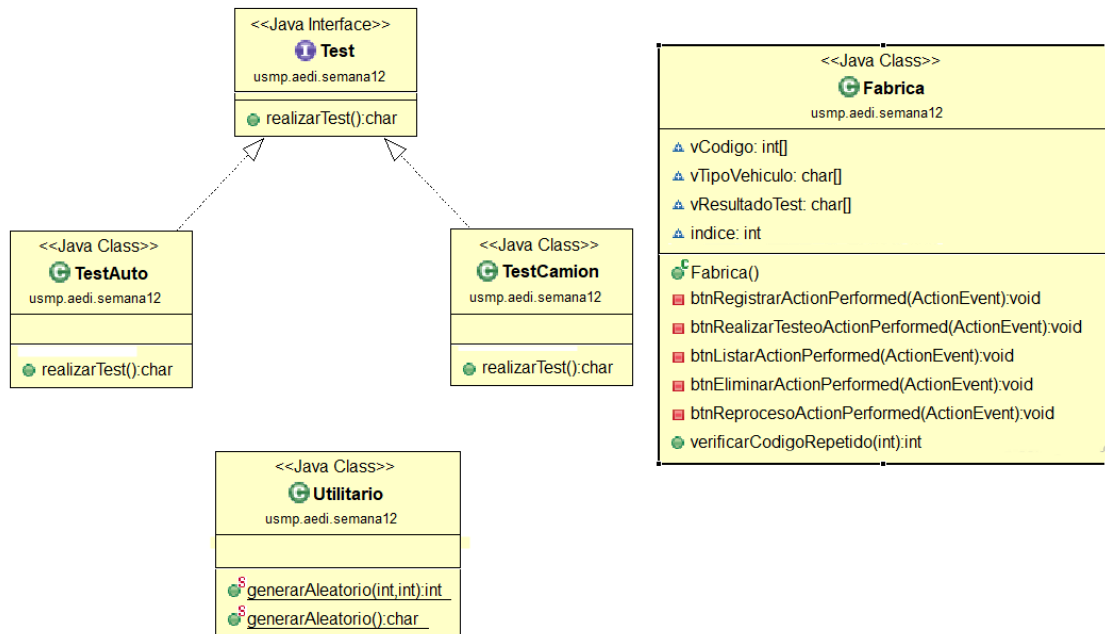 <<Java Interface>>
I Test
usmp.aedi.semana12
realizarTest():char
<<Java Class>>
C Fabrica
usmp.aedi.semana12
vCodigo: int[]
vTipoVehiculo: char[]
vResultadoTest: char[]
indice: int
C Fabrica()
btnRegistrarActionPerformed(ActionEvent):void
btnRealizarTesteoActionPerformed(ActionEvent):void
btnListarActionPerformed(ActionEvent):void
btnEliminarActionPerformed(ActionEvent):void
btnReprocesoActionPerformed(ActionEvent):void
verificarCodigoRepetido(int):int
<<Java Class>>
C TestAuto
usmp.aedi.semana12
realizarTest():char
<<Java Class>>
C TestCamion
usmp.aedi.semana12
realizarTest():char
<<Java Class>>
C Utilitario
usmp.aedi.semana12
S generarAleatorio(int,int):int
S generarAleatorio():char